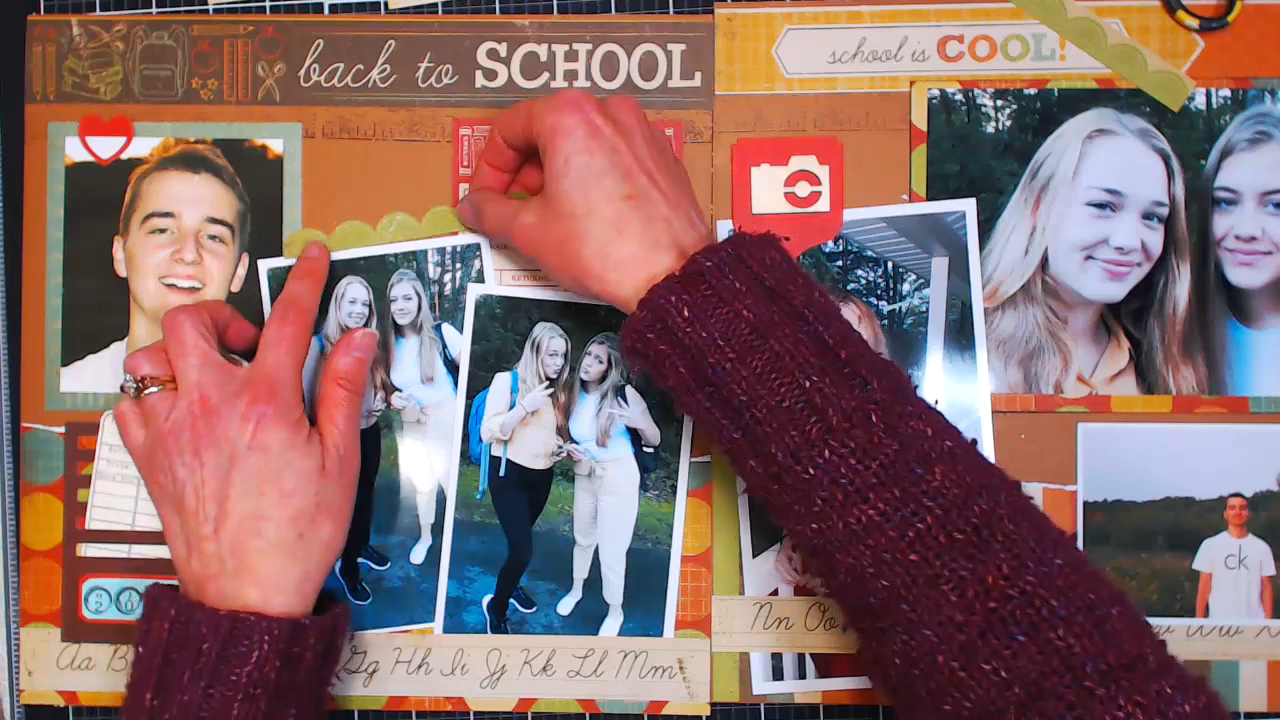 back to SCHOOL
school is COOL!
ck
Aa B
Gg Hh Ii Jj Kk Ll Mm
Nn Oo